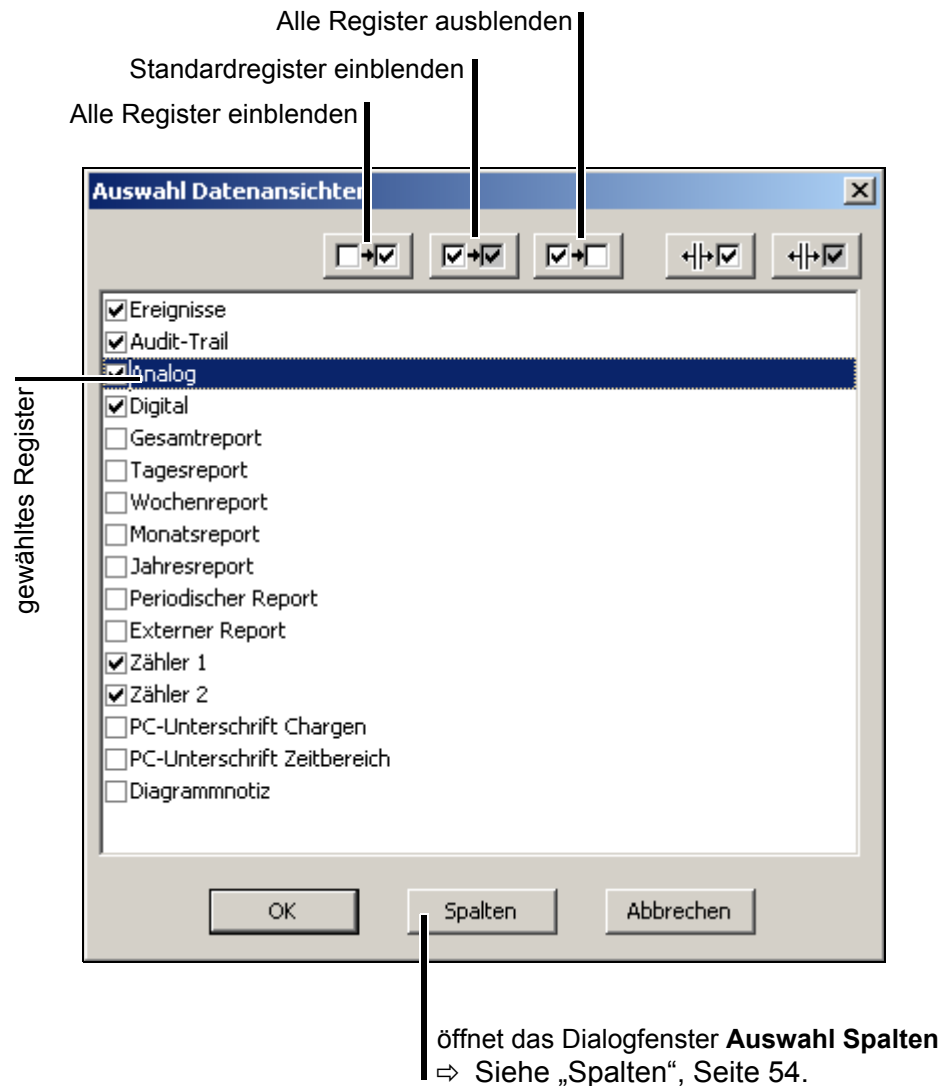 Alle Register ausblenden
Standardregister einblenden
Alle Register einblenden
Auswahl Datenansichten
Ereignisse
Audit-Trail
Analog
Digital
Gesamtreport
Tagesreport
Wochenreport
Monatsreport
Jahresreport
Periodischer Report
Externer Report
Zähler 1
Zähler 2
PC-Unterschrift Chargen
PC-Unterschrift Zeitbereich
Diagrammnotiz
gewähltes Register
OK Spalten Abbrechen
öffnet das Dialogfenster Auswahl Spalten
⇨ Siehe „Spalten“, Seite 54.